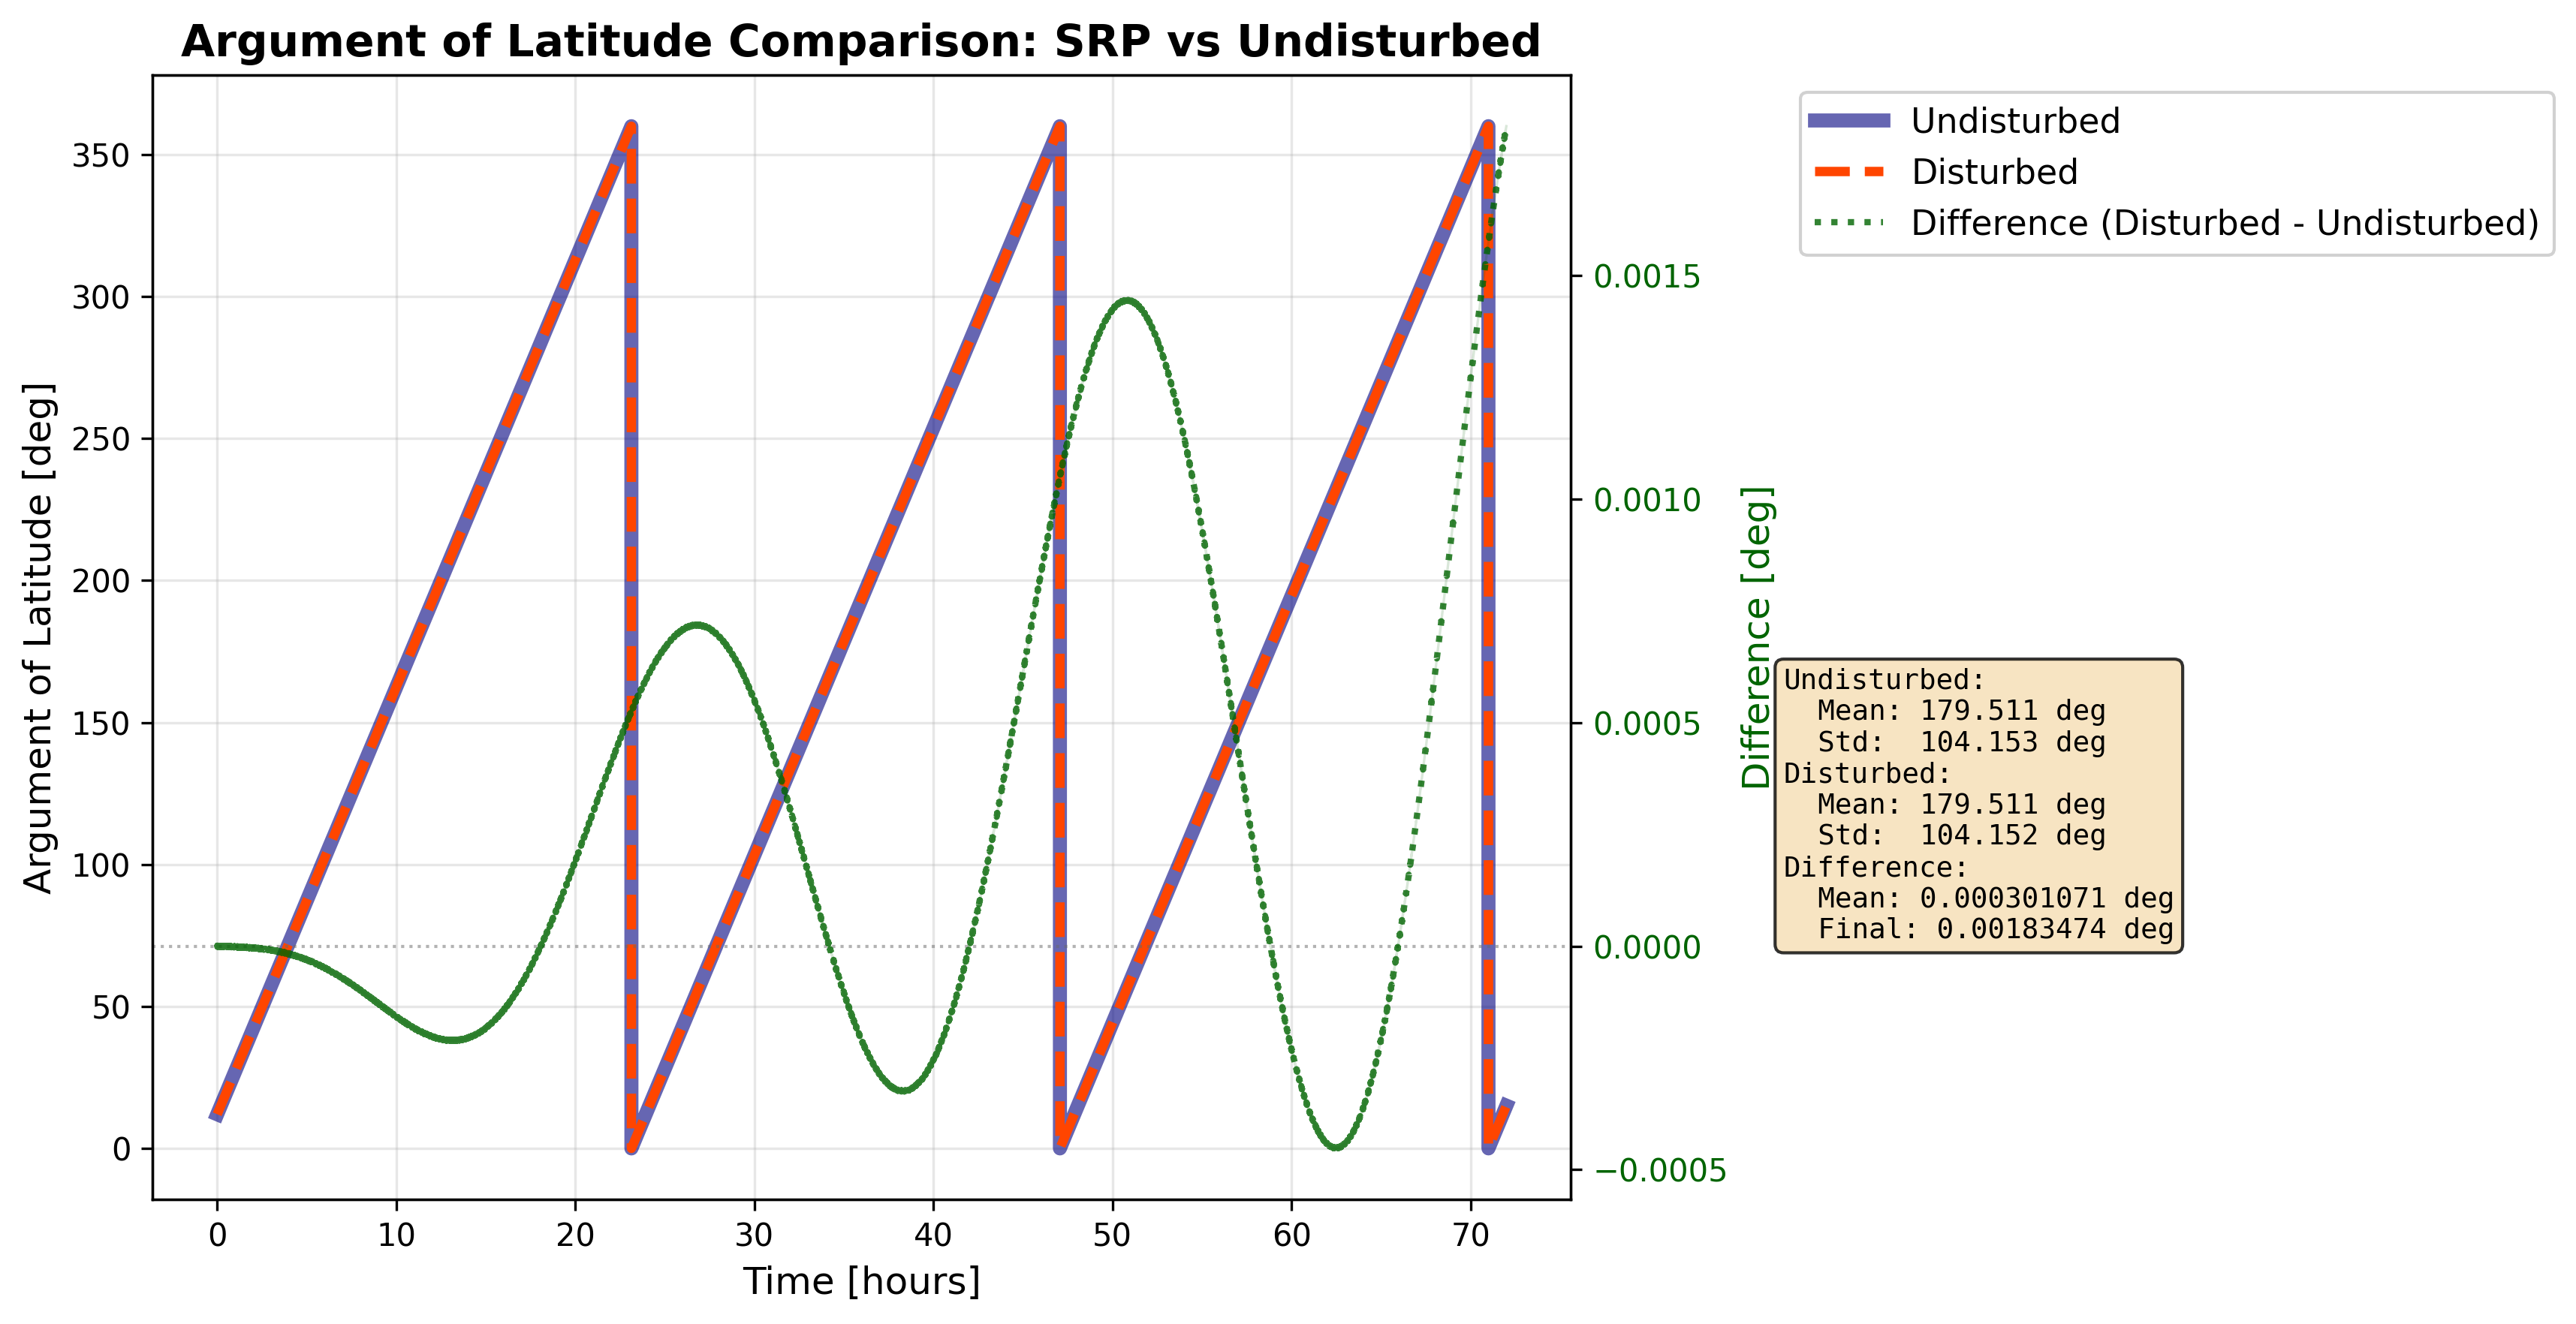 Argument of Latitude Comparison: SRP vs Undisturbed
Argument of Latitude [deg]
350
300
250
200
150
100
50
0
0
10
20
30
40
50
60
70
Time [hours]
0.0015
0.0010
0.0005
0.0000
−0.0005
Difference [deg]
Undisturbed
Disturbed
Difference (Disturbed - Undisturbed)
Undisturbed:
Mean: 179.511 deg
Std: 104.153 deg
Disturbed:
Mean: 179.511 deg
Std: 104.152 deg
Difference:
Mean: 0.000301071 deg
Final: 0.00183474 deg